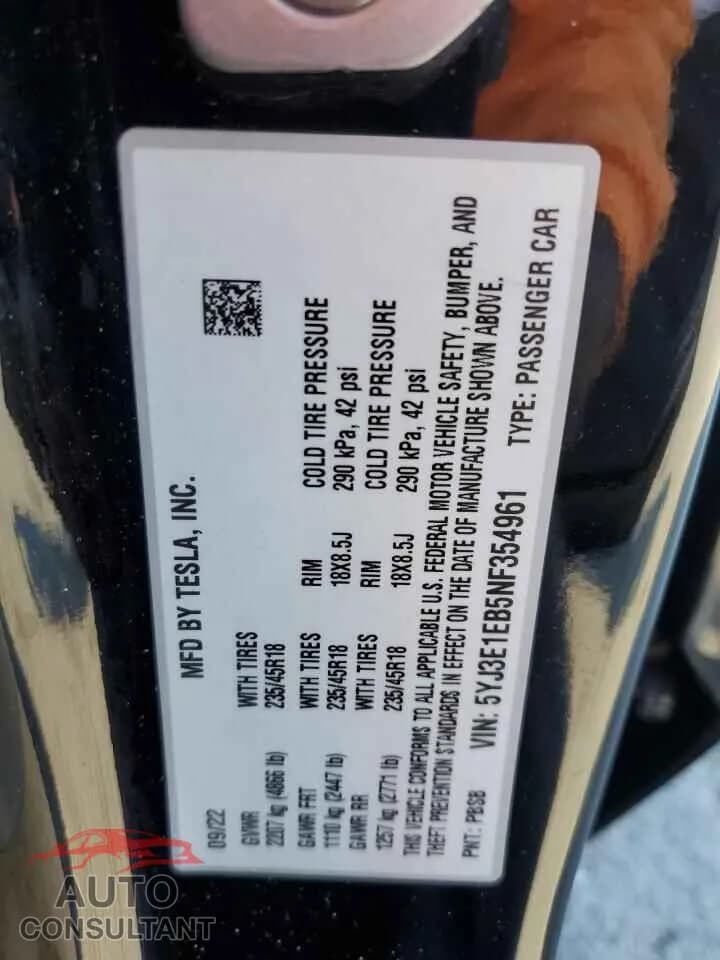 MFD BY TESLA, INC.
09/22
GVWR WITH TIRES
2207 kg (4866 lb) 235/45R18
GAWR FRT WITH TIRES RIM COLD TIRE PRESSURE
1110 kg (2447 lb) 235/45R18 18X8.5J 290 kPa, 42 psi
GAWR RR WITH TIRES RIM COLD TIRE PRESSURE
1257 kg (2771 lb) 235/45R18 18X8.5J 290 kPa, 42 psi
THIS VEHICLE CONFORMS TO ALL APPLICABLE U.S. FEDERAL MOTOR VEHICLE SAFETY, BUMPER, AND
THEFT PREVENTION STANDARDS IN EFFECT ON THE DATE OF MANUFACTURE SHOWN ABOVE.
PNT: PBSB VIN: 5YJ3E1EB5NF354961 TYPE: PASSENGER CAR
AUTO
CONSULTANT